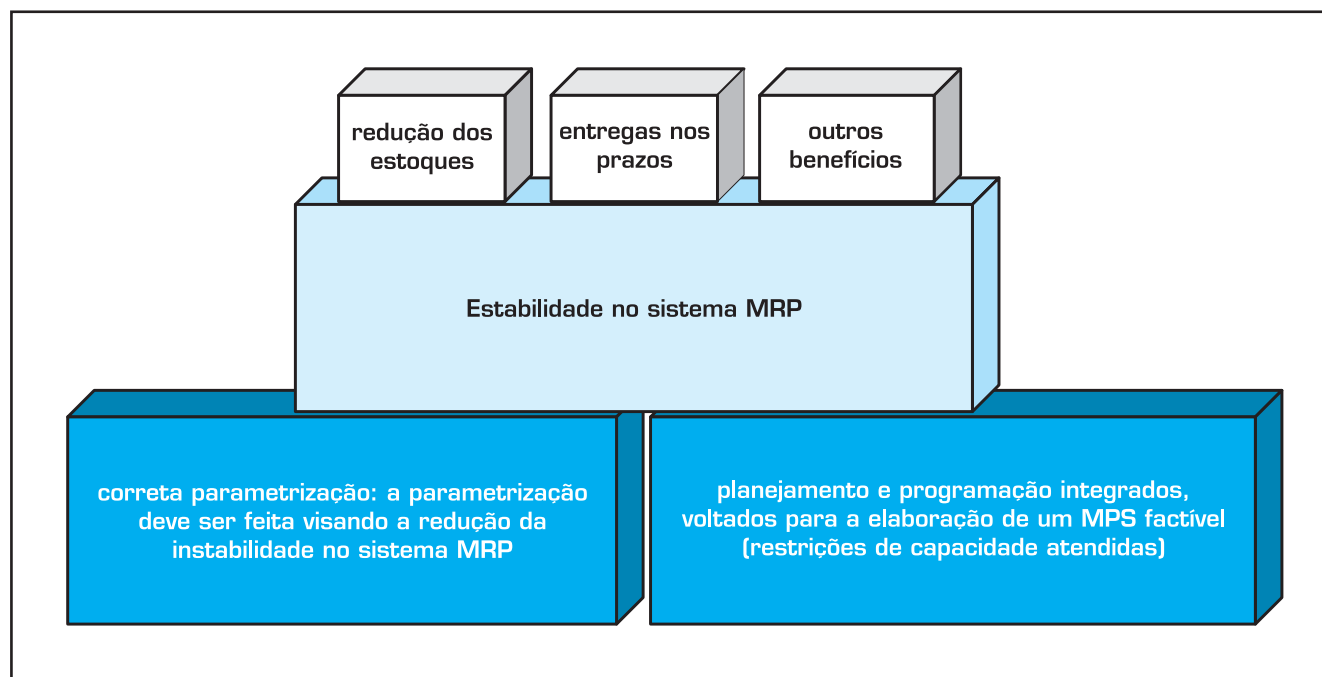 redução dos
estoques
entregas nos
prazos
outros
benefícios
Estabilidade no sistema MRP
correta parametrização: a parametrização
deve ser feita visando a redução da
instabilidade no sistema MRP
planejamento e programação integrados,
voltados para a elaboração de um MPS factível
(restrições de capacidade atendidas)